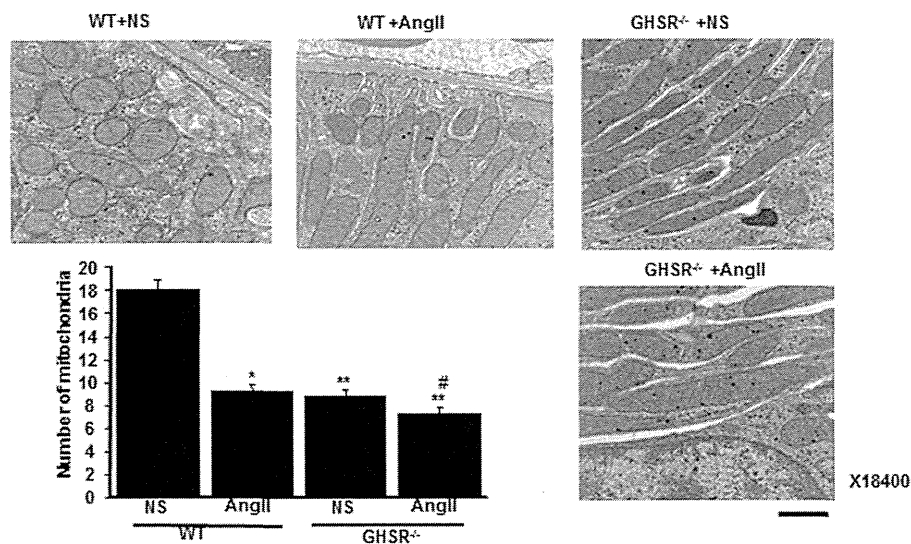 WT+NS
WT +AngII
GHSR-/- +NS
GHSR-/- +AngII
Number of mitochondria
20
18
16
14
12
10
8
6
4
2
0
*
**
#
**
NS
AngII
NS
AngII
WT
GHSR-/-
X18400